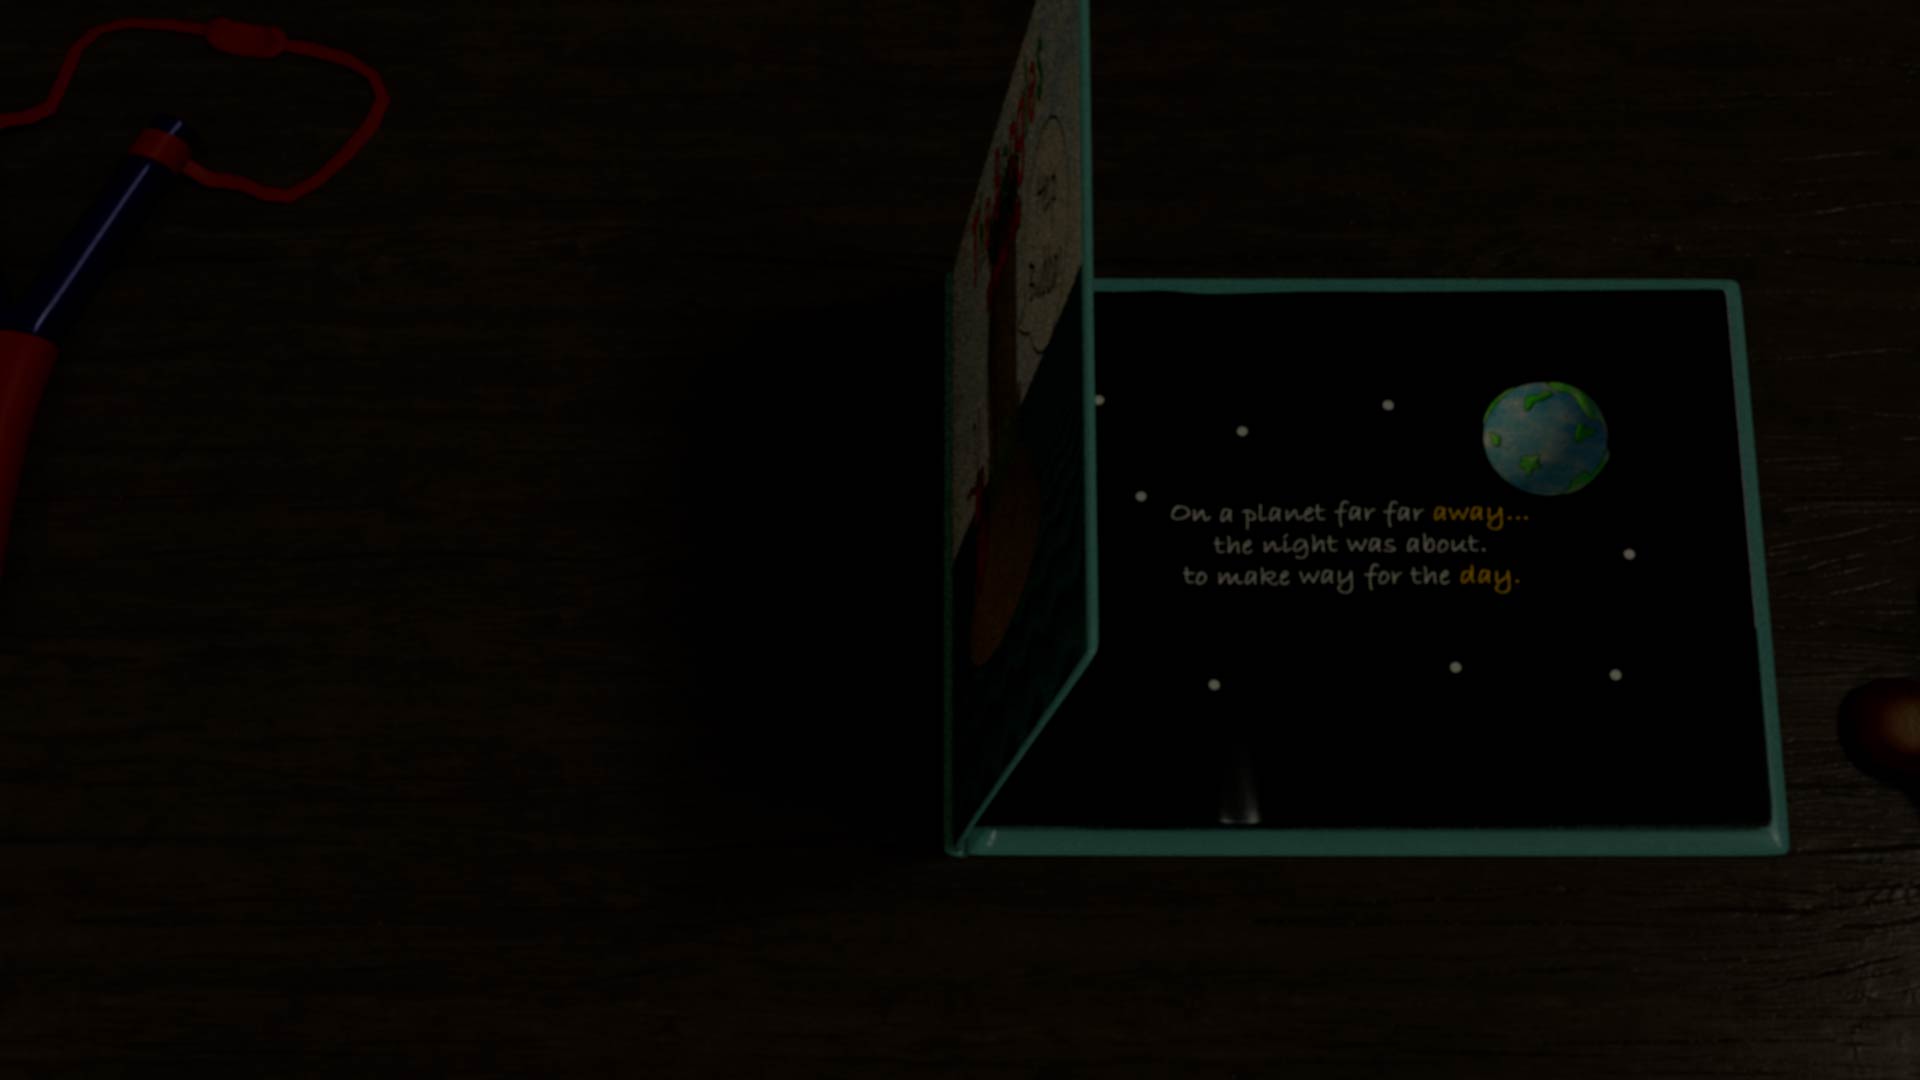 On a planet far far away...
the night was about.
to make way for the day.